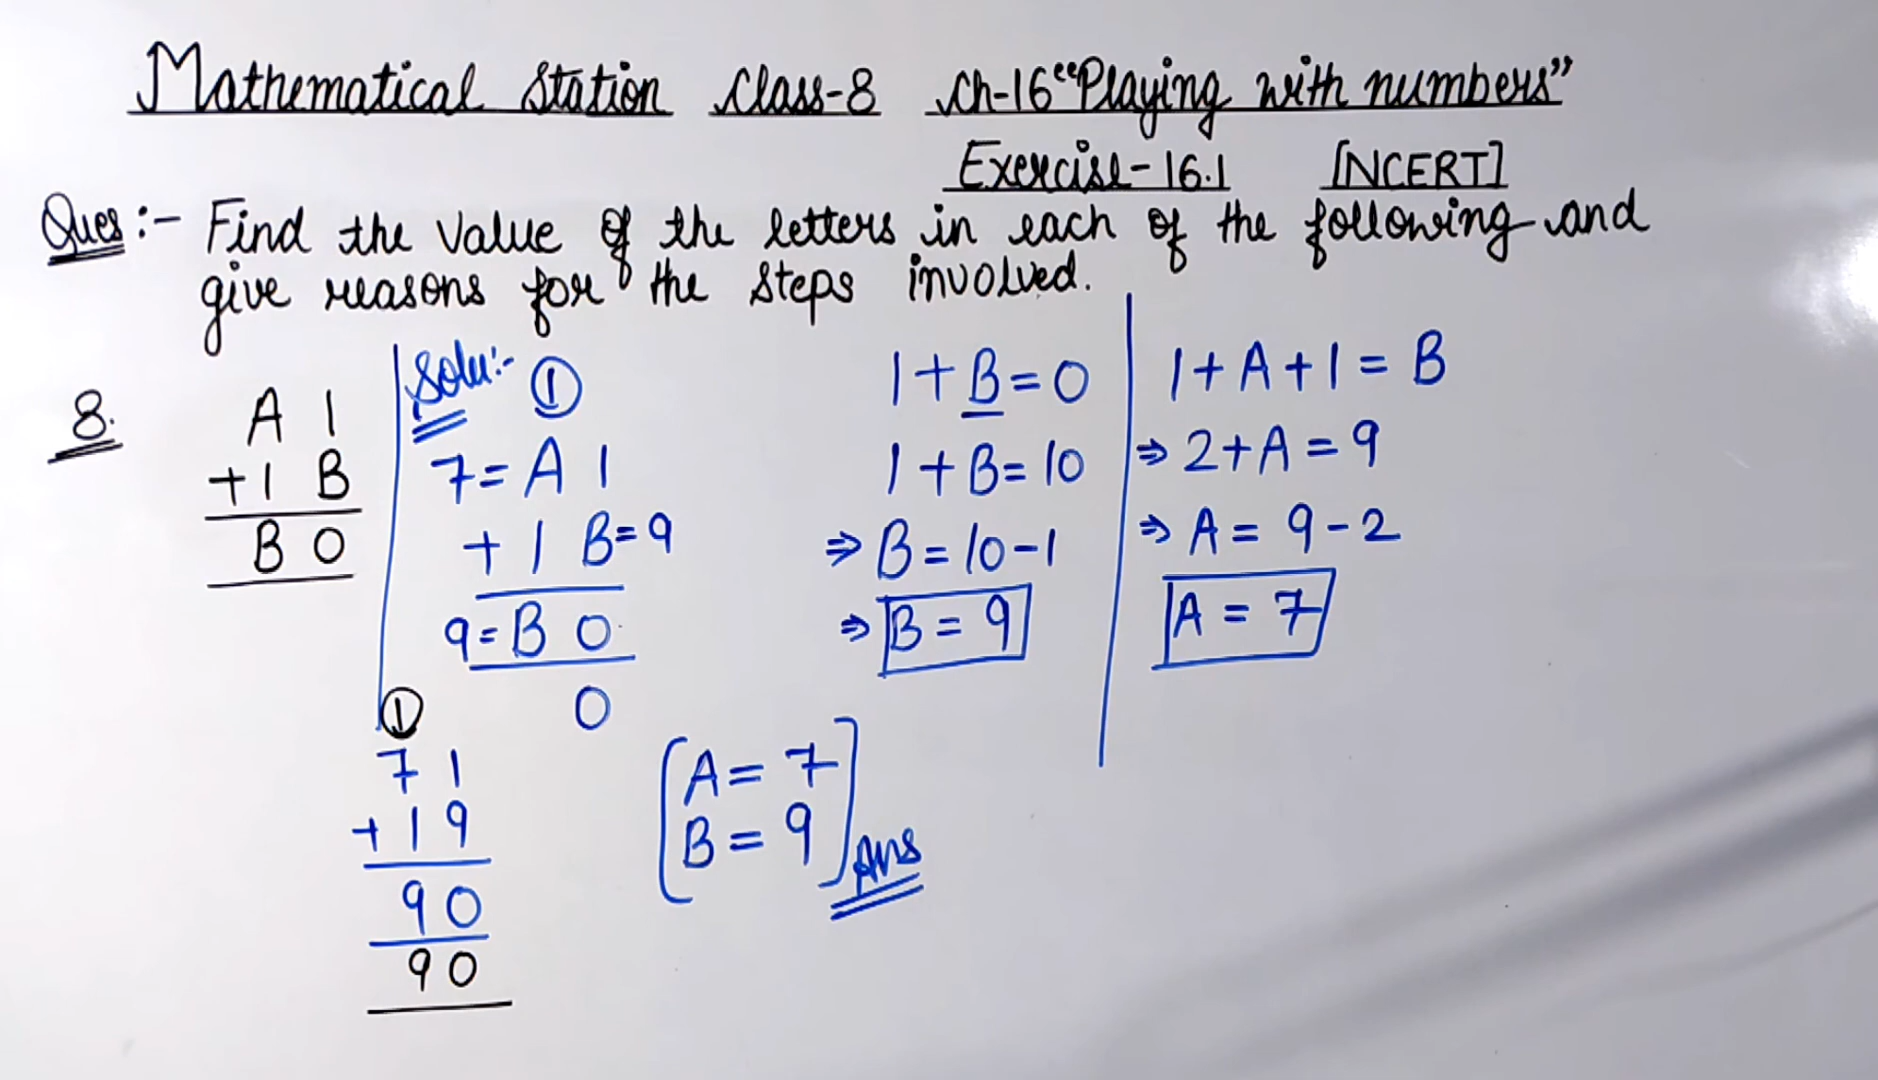 Mathematical Station Class-8 Ch-16 "Playing with numbers"
Exercise-16.1 [NCERT]
Ques:- Find the value of the letters in each of the following and
give reasons for the steps involved.
8.
A 1
+1 B
B 0
Solu:- 1
7=A 1
+ 1 B=9
9=B 0
0
1+B=0
1+B=10
⇒ B=10-1
⇒ B=9
1+A+1=B
⇒ 2+A=9
⇒ A=9-2
A=7
1
7 1
+ 1 9
9 0
9 0
[A=7
B=9] Ans